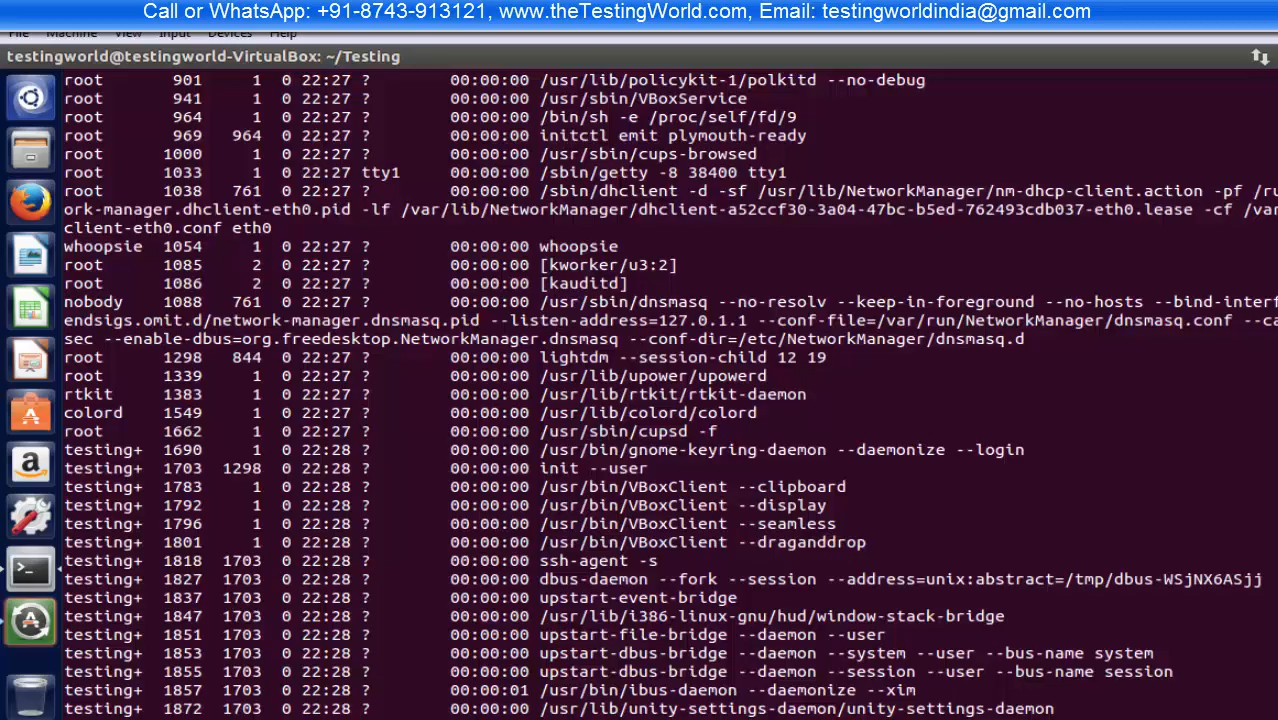 Call or WhatsApp: +91-8743-913121, www.theTestingWorld.com, Email: testingworldindia@gmail.com
File Machine View Input Devices Help
testingworld@testingworld-VirtualBox: ~/Testing
root 901 1 0 22:27 ? 00:00:00 /usr/lib/policykit-1/polkitd --no-debug
root 941 1 0 22:27 ? 00:00:00 /usr/sbin/VBoxService
root 964 1 0 22:27 ? 00:00:00 /bin/sh -e /proc/self/fd/9
root 969 964 0 22:27 ? 00:00:00 initctl emit plymouth-ready
root 1000 1 0 22:27 ? 00:00:00 /usr/sbin/cups-browsed
root 1033 1 0 22:27 tty1 00:00:00 /sbin/getty -8 38400 tty1
root 1038 761 0 22:27 ? 00:00:00 /sbin/dhclient -d -sf /usr/lib/NetworkManager/nm-dhcp-client.action -pf /ru
ork-manager.dhclient-eth0.pid -lf /var/lib/NetworkManager/dhclient-a52ccf30-3a04-47bc-b5ed-762493cdb037-eth0.lease -cf /var
client-eth0.conf eth0
whoopsie 1054 1 0 22:27 ? 00:00:00 whoopsie
root 1085 2 0 22:27 ? 00:00:00 [kworker/u3:2]
root 1086 2 0 22:27 ? 00:00:00 [kauditd]
nobody 1088 761 0 22:27 ? 00:00:00 /usr/sbin/dnsmasq --no-resolv --keep-in-foreground --no-hosts --bind-interf
endsigs.omit.d/network-manager.dnsmasq.pid --listen-address=127.0.1.1 --conf-file=/var/run/NetworkManager/dnsmasq.conf --ca
sec --enable-dbus=org.freedesktop.NetworkManager.dnsmasq --conf-dir=/etc/NetworkManager/dnsmasq.d
root 1298 844 0 22:27 ? 00:00:00 lightdm --session-child 12 19
root 1339 1 0 22:27 ? 00:00:00 /usr/lib/upower/upowerd
rtkit 1383 1 0 22:27 ? 00:00:00 /usr/lib/rtkit/rtkit-daemon
colord 1549 1 0 22:27 ? 00:00:00 /usr/lib/colord/colord
root 1662 1 0 22:27 ? 00:00:00 /usr/sbin/cupsd -f
testing+ 1690 1 0 22:28 ? 00:00:00 /usr/bin/gnome-keyring-daemon --daemonize --login
testing+ 1703 1298 0 22:28 ? 00:00:00 init --user
testing+ 1783 1 0 22:28 ? 00:00:00 /usr/bin/VBoxClient --clipboard
testing+ 1792 1 0 22:28 ? 00:00:00 /usr/bin/VBoxClient --display
testing+ 1796 1 0 22:28 ? 00:00:00 /usr/bin/VBoxClient --seamless
testing+ 1801 1 0 22:28 ? 00:00:00 /usr/bin/VBoxClient --draganddrop
testing+ 1818 1703 0 22:28 ? 00:00:00 ssh-agent -s
testing+ 1827 1703 0 22:28 ? 00:00:00 dbus-daemon --fork --session --address=unix:abstract=/tmp/dbus-WSjNX6ASjj
testing+ 1837 1703 0 22:28 ? 00:00:00 upstart-event-bridge
testing+ 1847 1703 0 22:28 ? 00:00:00 /usr/lib/i386-linux-gnu/hud/window-stack-bridge
testing+ 1851 1703 0 22:28 ? 00:00:00 upstart-file-bridge --daemon --user
testing+ 1853 1703 0 22:28 ? 00:00:00 upstart-dbus-bridge --daemon --system --user --bus-name system
testing+ 1855 1703 0 22:28 ? 00:00:00 upstart-dbus-bridge --daemon --session --user --bus-name session
testing+ 1857 1703 0 22:28 ? 00:00:01 /usr/bin/ibus-daemon --daemonize --xim
testing+ 1872 1703 0 22:28 ? 00:00:00 /usr/lib/unity-settings-daemon/unity-settings-daemon